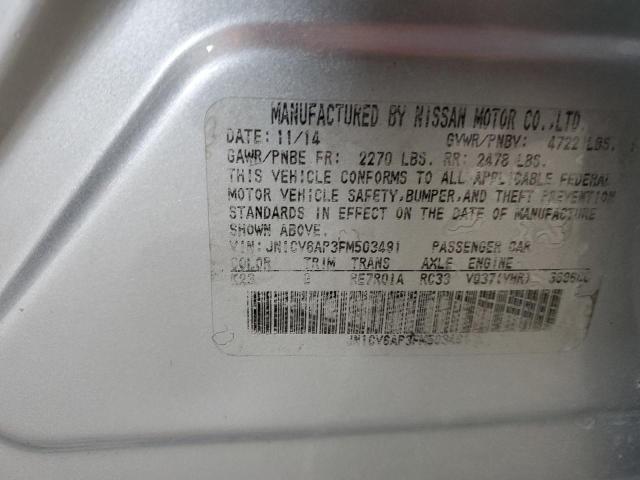 MANUFACTURED BY NISSAN MOTOR CO.,LTD.
DATE: 11/14 GVWR/PNBV: 4722 LBS.
GAWR/PNBE FR: 2270 LBS. RR: 2478 LBS.
THIS VEHICLE CONFORMS TO ALL APPLICABLE FEDERAL
MOTOR VEHICLE SAFETY, BUMPER, AND THEFT PREVENTION
STANDARDS IN EFFECT ON THE DATE OF MANUFACTURE
SHOWN ABOVE.
VIN: JN1CV6AP3FM503491 PASSENGER CAR
COLOR TRIM TRANS AXLE ENGINE
K23 RE7R01A RC33 VQ37(VHR)
JN1CV6AP3FM503491